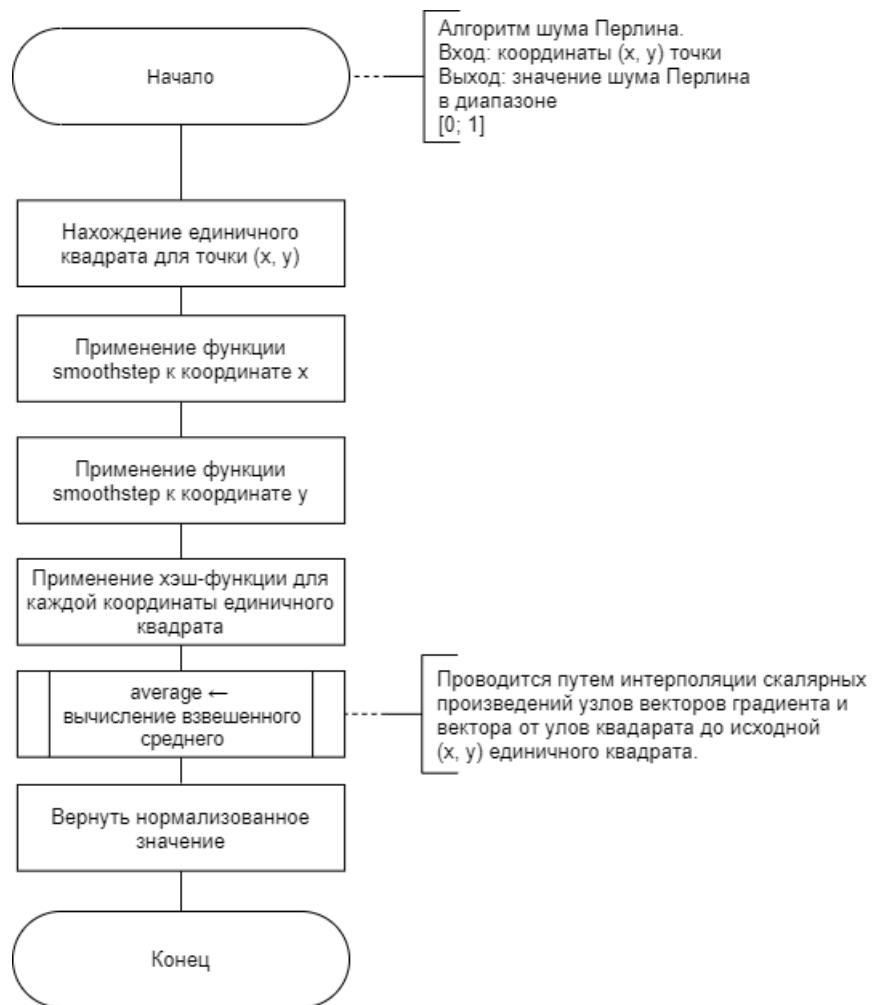 Начало
Алгоритм шума Перлина.
Вход: координаты (x, y) точки
Выход: значение шума Перлина
в диапазоне
[0; 1]
Нахождение единичного
квадрата для точки (x, y)
Применение функции
smoothstep к координате x
Применение функции
smoothstep к координате y
Применение хэш-функции для
каждой координаты единичного
квадрата
average ←
вычисление взвешенного
среднего
Проводится путем интерполяции скалярных
произведений узлов векторов градиента и
вектора от улов квадарата до исходной
(x, y) единичного квадрата.
Вернуть нормализованное
значение
Конец